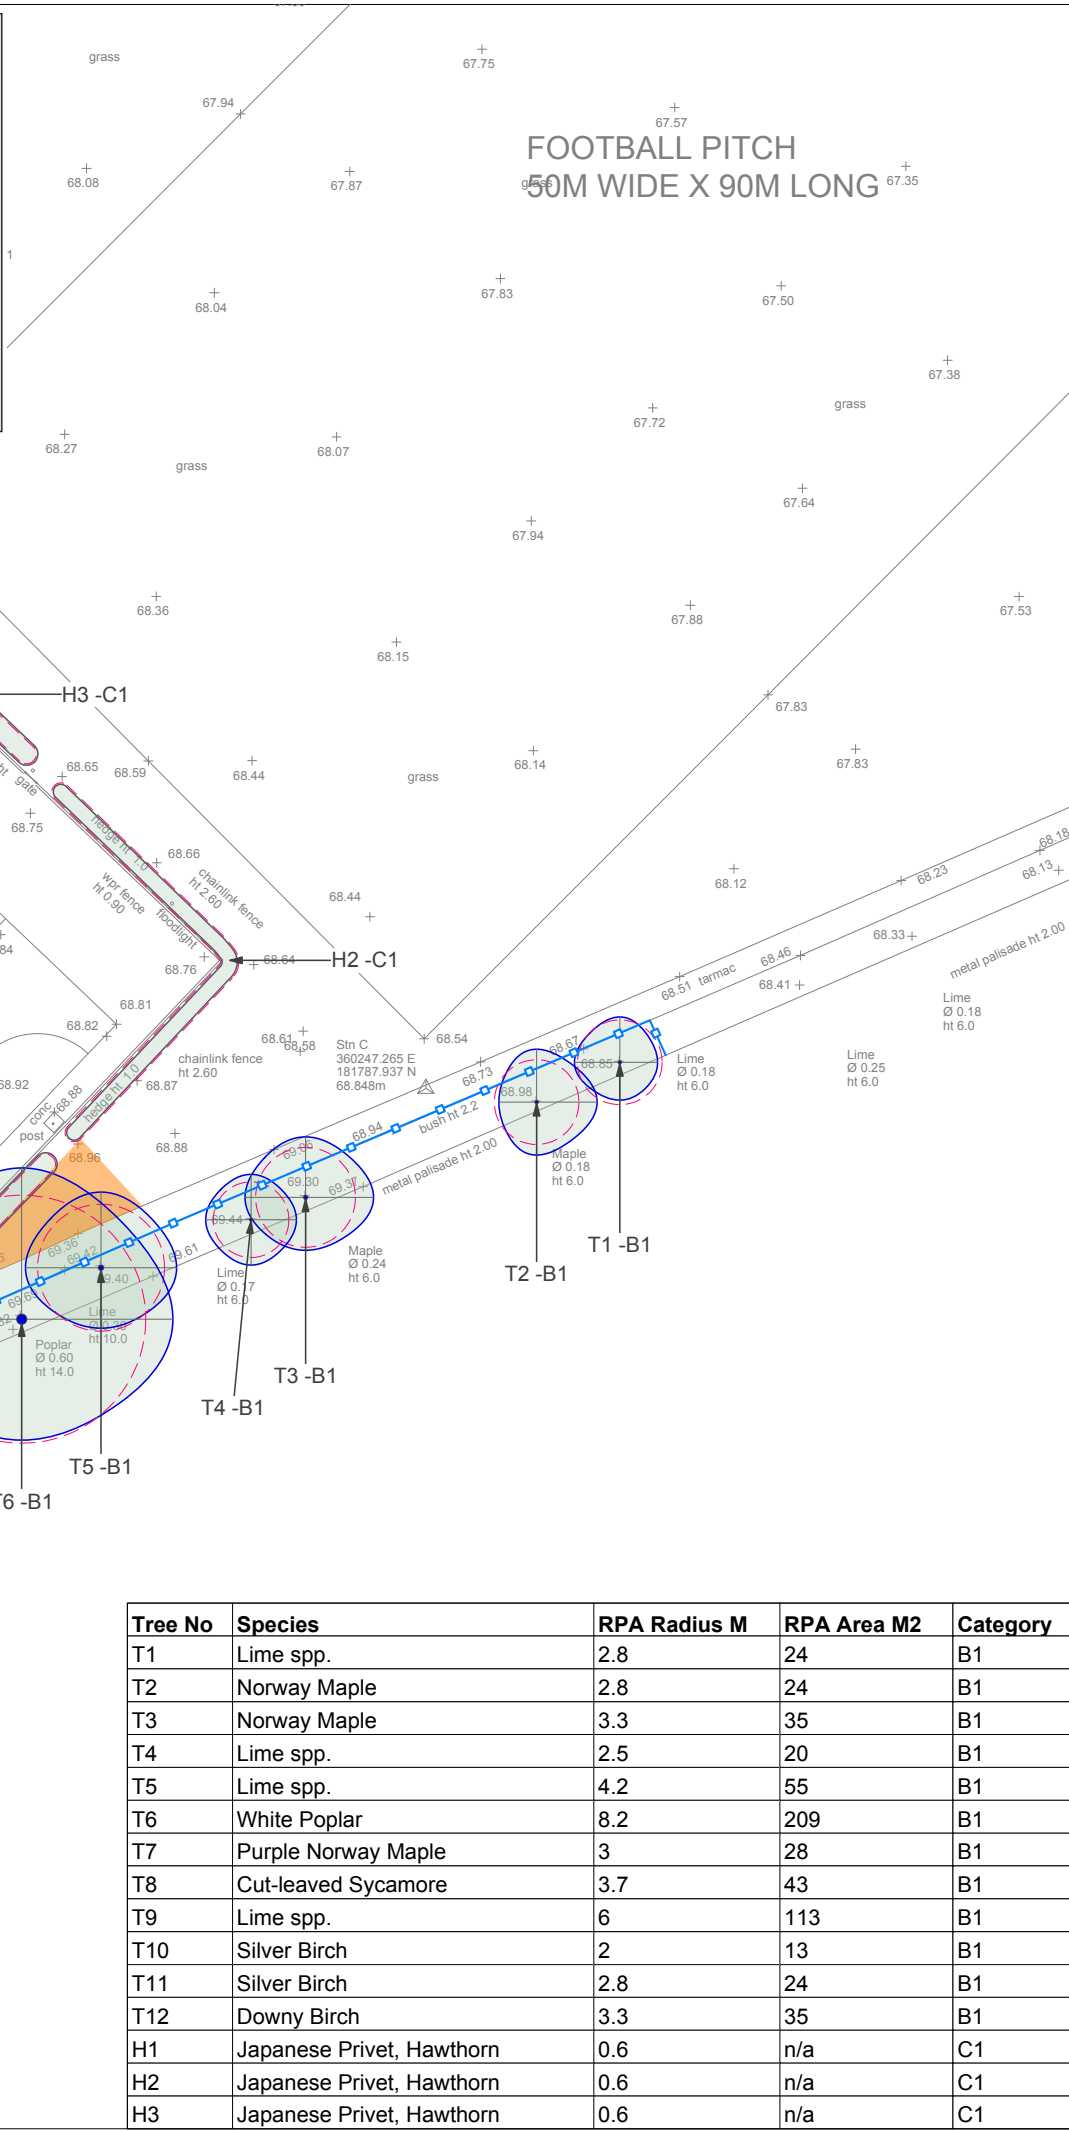 grass
67.75
67.94
67.57
FOOTBALL PITCH
50M WIDE X 90M LONG
grass
68.08
67.87
67.35
1
68.04
67.83
67.50
67.38
grass
67.72
68.27
68.07
grass
67.64
67.94
68.36
67.88
67.53
68.15
H3 -C1
67.83
68.65
68.59
68.44
68.14
67.83
grass
gate
68.75
hedge ht 1.0
68.66
chainlink fence
ht 2.60
wpr fence
ht 0.90
floodlight
68.44
68.12
68.23
68.18
68.13
84
68.76
68.64
H2 -C1
68.33
68.46
metal palisade ht 2.00
68.51 tarmac
68.41
68.81
68.82
Lime
Ø 0.18
ht 6.0
68.61
68.58
Stn C
360247.265 E
181787.937 N
68.848m
68.54
68.67
68.85
Lime
Ø 0.18
ht 6.0
Lime
Ø 0.25
ht 6.0
chainlink fence
ht 2.60
68.92
68.87
hedge ht 1.0
68.73
68.98
conc
post
68.88
bush ht 2.2
68.94
68.88
68.96
metal palisade ht 2.00
Maple
Ø 0.18
ht 6.0
69.06
69.30
69.37
69.44
T1 -B1
69.36
69.42
69.61
Maple
Ø 0.24
ht 6.0
T2 -B1
69.40
Lime
Ø 0.17
ht 6.0
Lime
ht 10.0
Poplar
Ø 0.60
ht 14.0
T3 -B1
T4 -B1
T5 -B1
6 -B1
Tree No Species RPA Radius M RPA Area M2 Category
T1 Lime spp. 2.8 24 B1
T2 Norway Maple 2.8 24 B1
T3 Norway Maple 3.3 35 B1
T4 Lime spp. 2.5 20 B1
T5 Lime spp. 4.2 55 B1
T6 White Poplar 8.2 209 B1
T7 Purple Norway Maple 3 28 B1
T8 Cut-leaved Sycamore 3.7 43 B1
T9 Lime spp. 6 113 B1
T10 Silver Birch 2 13 B1
T11 Silver Birch 2.8 24 B1
T12 Downy Birch 3.3 35 B1
H1 Japanese Privet, Hawthorn 0.6 n/a C1
H2 Japanese Privet, Hawthorn 0.6 n/a C1
H3 Japanese Privet, Hawthorn 0.6 n/a C1